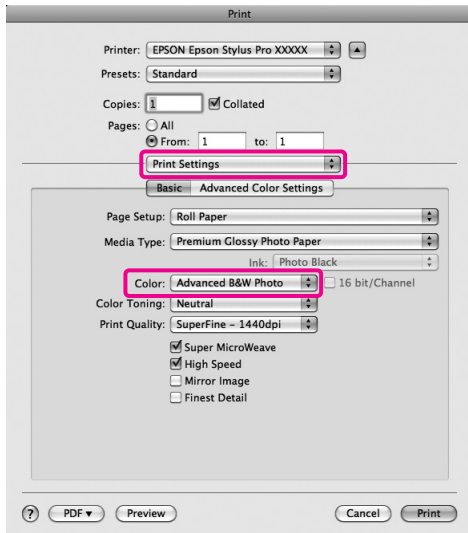 Print
Printer: EPSON Epson Stylus Pro XXXXX
Presets: Standard
Copies: 1 Collated
Pages: All
From: 1 to: 1
Print Settings
Basic Advanced Color Settings
Page Setup: Roll Paper
Media Type: Premium Glossy Photo Paper
Ink: Photo Black
Color: Advanced B&W Photo 16 bit/Channel
Color Toning: Neutral
Print Quality: SuperFine – 1440dpi
Super MicroWeave
High Speed
Mirror Image
Finest Detail
? PDF Preview Cancel Print